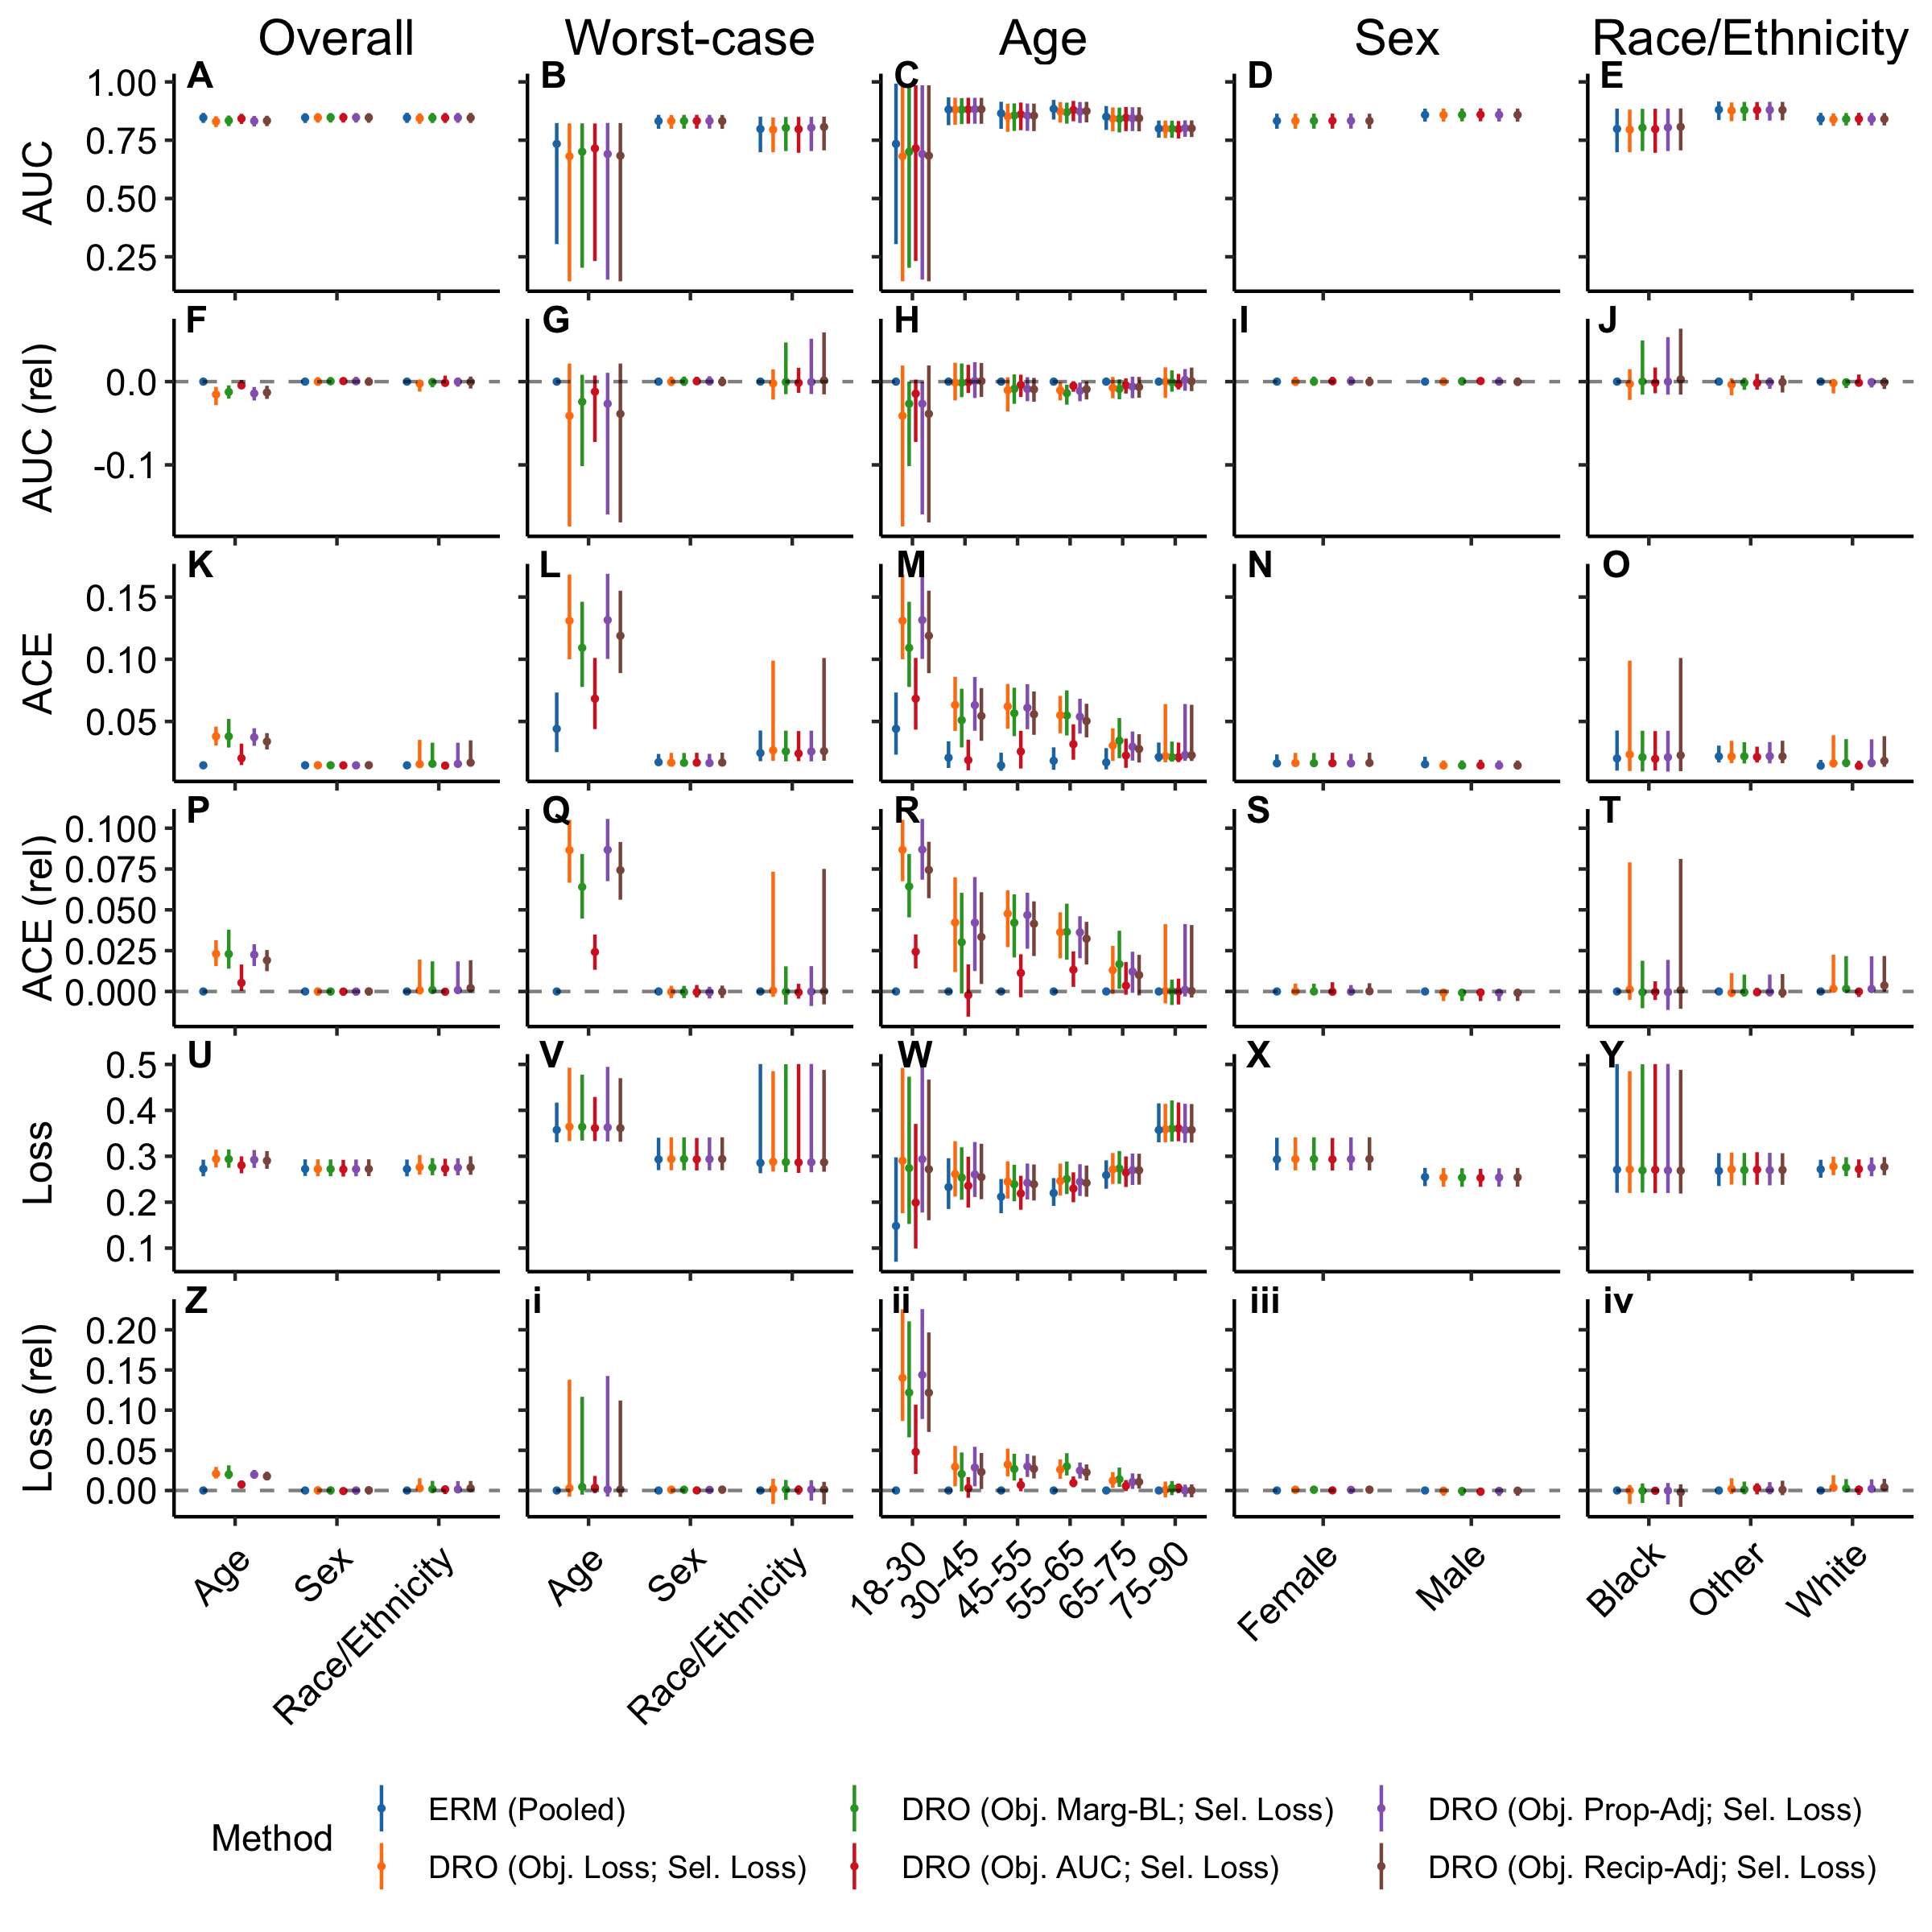 Overall Worst-case Age Sex Race/Ethnicity
A B C D E
AUC
1.00
0.75
0.50
0.25
F G H I J
AUC (rel)
0.0
-0.1
K L M N O
ACE
0.15
0.10
0.05
P Q R S T
ACE (rel)
0.100
0.075
0.050
0.025
0.000
U V W X Y
Loss
0.5
0.4
0.3
0.2
0.1
Z i ii iii iv
Loss (rel)
0.20
0.15
0.10
0.05
0.00
Age Sex Race/Ethnicity Age Sex Race/Ethnicity 18-30 30-45 45-55 55-65 65-75 75-90 Female Male Black Other White
Method
ERM (Pooled) DRO (Obj. Marg-BL; Sel. Loss) DRO (Obj. Prop-Adj; Sel. Loss)
DRO (Obj. Loss; Sel. Loss) DRO (Obj. AUC; Sel. Loss) DRO (Obj. Recip-Adj; Sel. Loss)